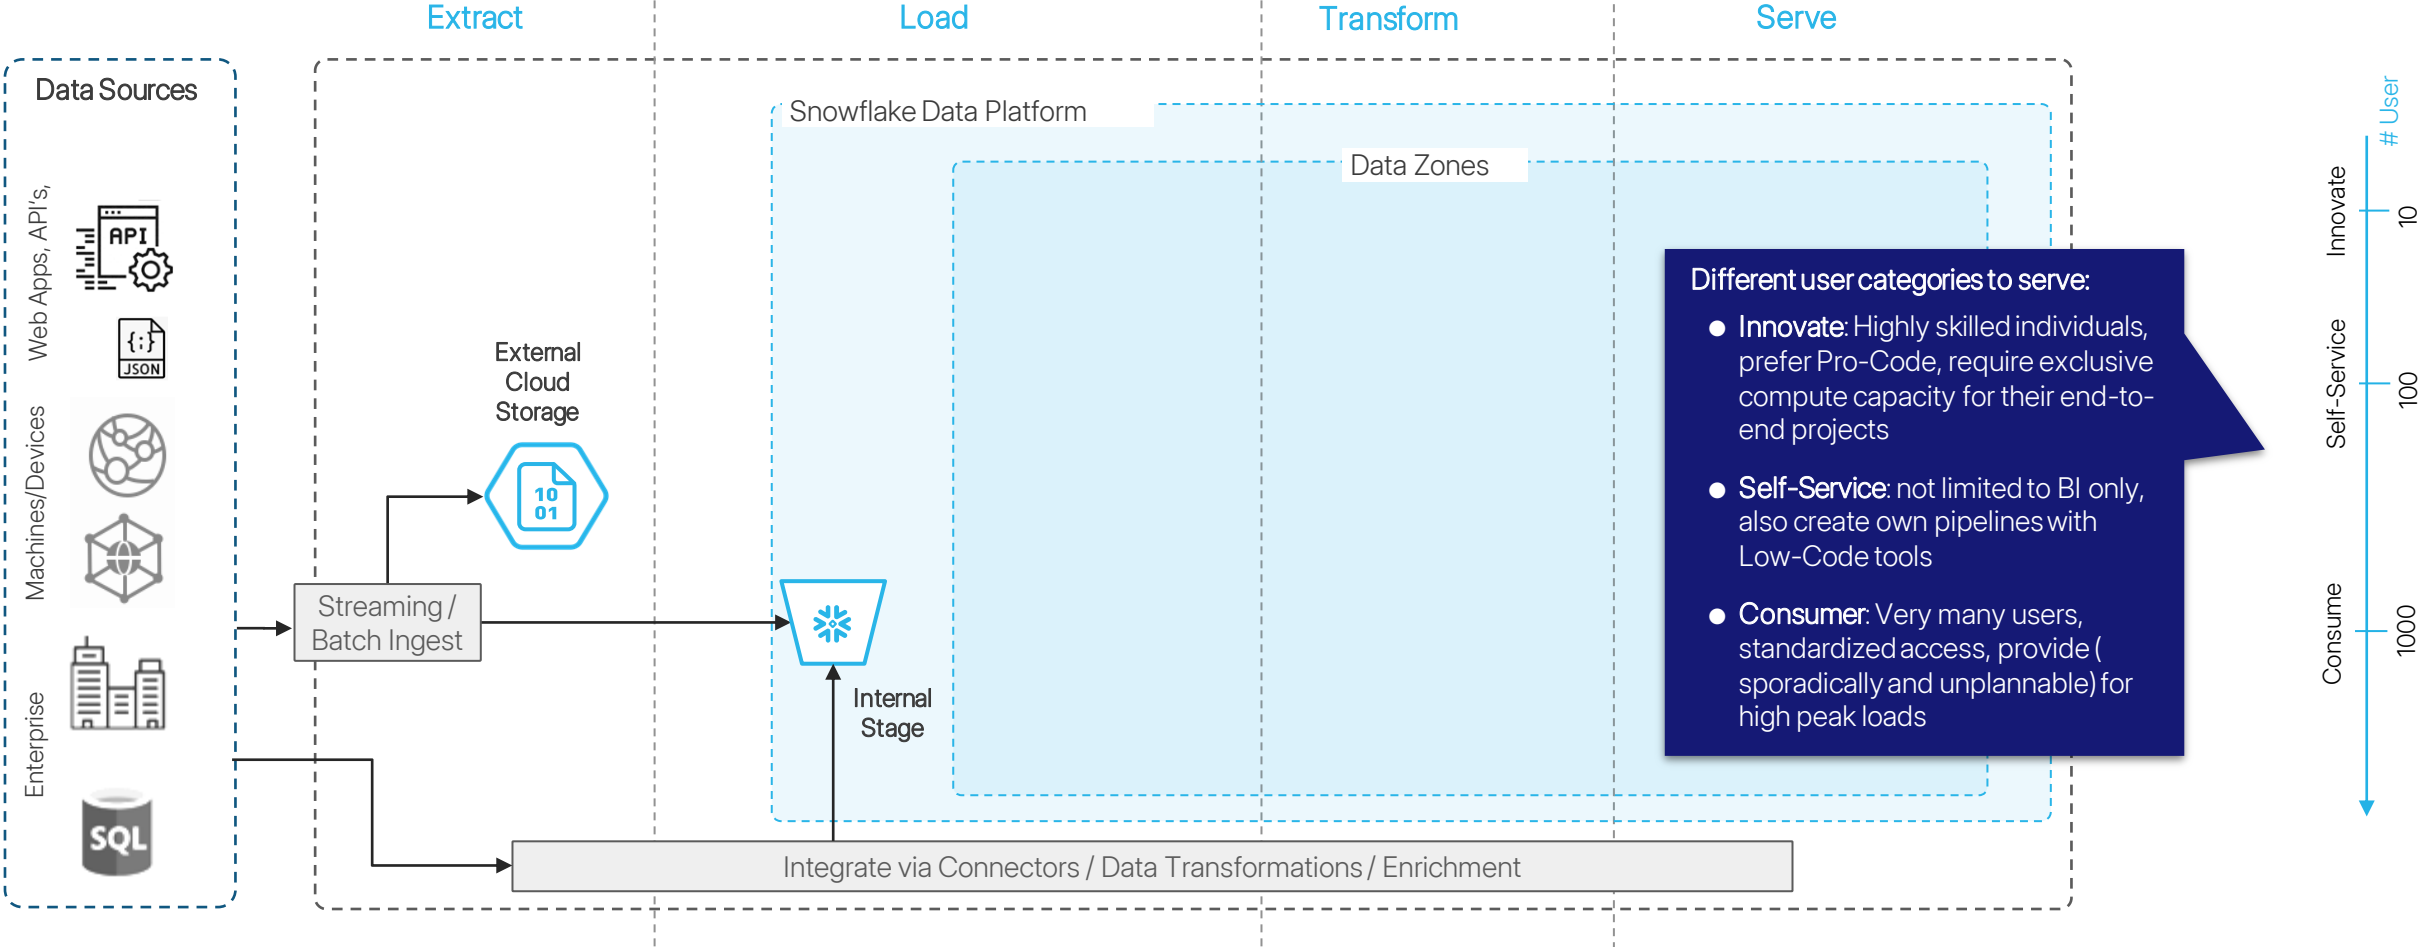 Extract
Load
Transform
Serve
Data Sources
Web Apps, API's,
API
{;}
JSON
Machines/Devices
Enterprise
SQL
External
Cloud
Storage
10
01
Streaming /
Batch Ingest
Snowflake Data Platform
Data Zones
Internal
Stage
Integrate via Connectors / Data Transformations / Enrichment
Different user categories to serve:
● Innovate: Highly skilled individuals,
prefer Pro-Code, require exclusive
compute capacity for their end-to-
end projects
● Self-Service: not limited to BI only,
also create own pipelines with
Low-Code tools
● Consumer: Very many users,
standardized access, provide (
sporadically and unplannable) for
high peak loads
# User
Innovate
10
Self-Service
100
Consume
1000